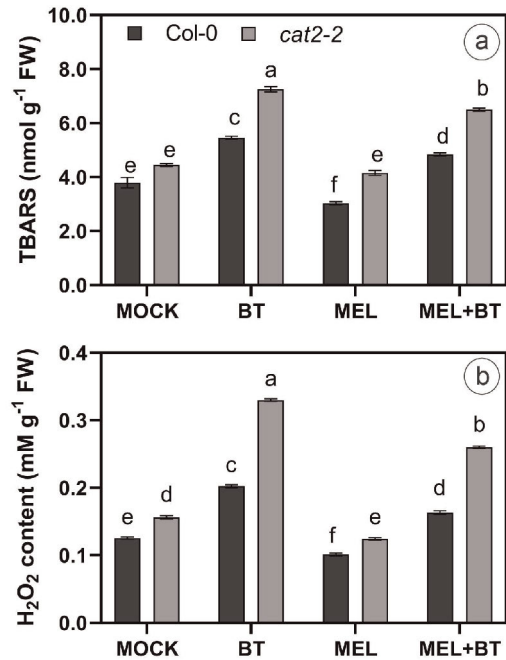 TBARS (nmol g⁻¹ FW)
10.0
8.0
6.0
4.0
2.0
0.0
Col-0 cat2-2
a
e e c a f e d b
MOCK BT MEL MEL+BT
H₂O₂ content (mM g⁻¹ FW)
0.4
0.3
0.2
0.1
0.0
b
e d c a f e d b
MOCK BT MEL MEL+BT